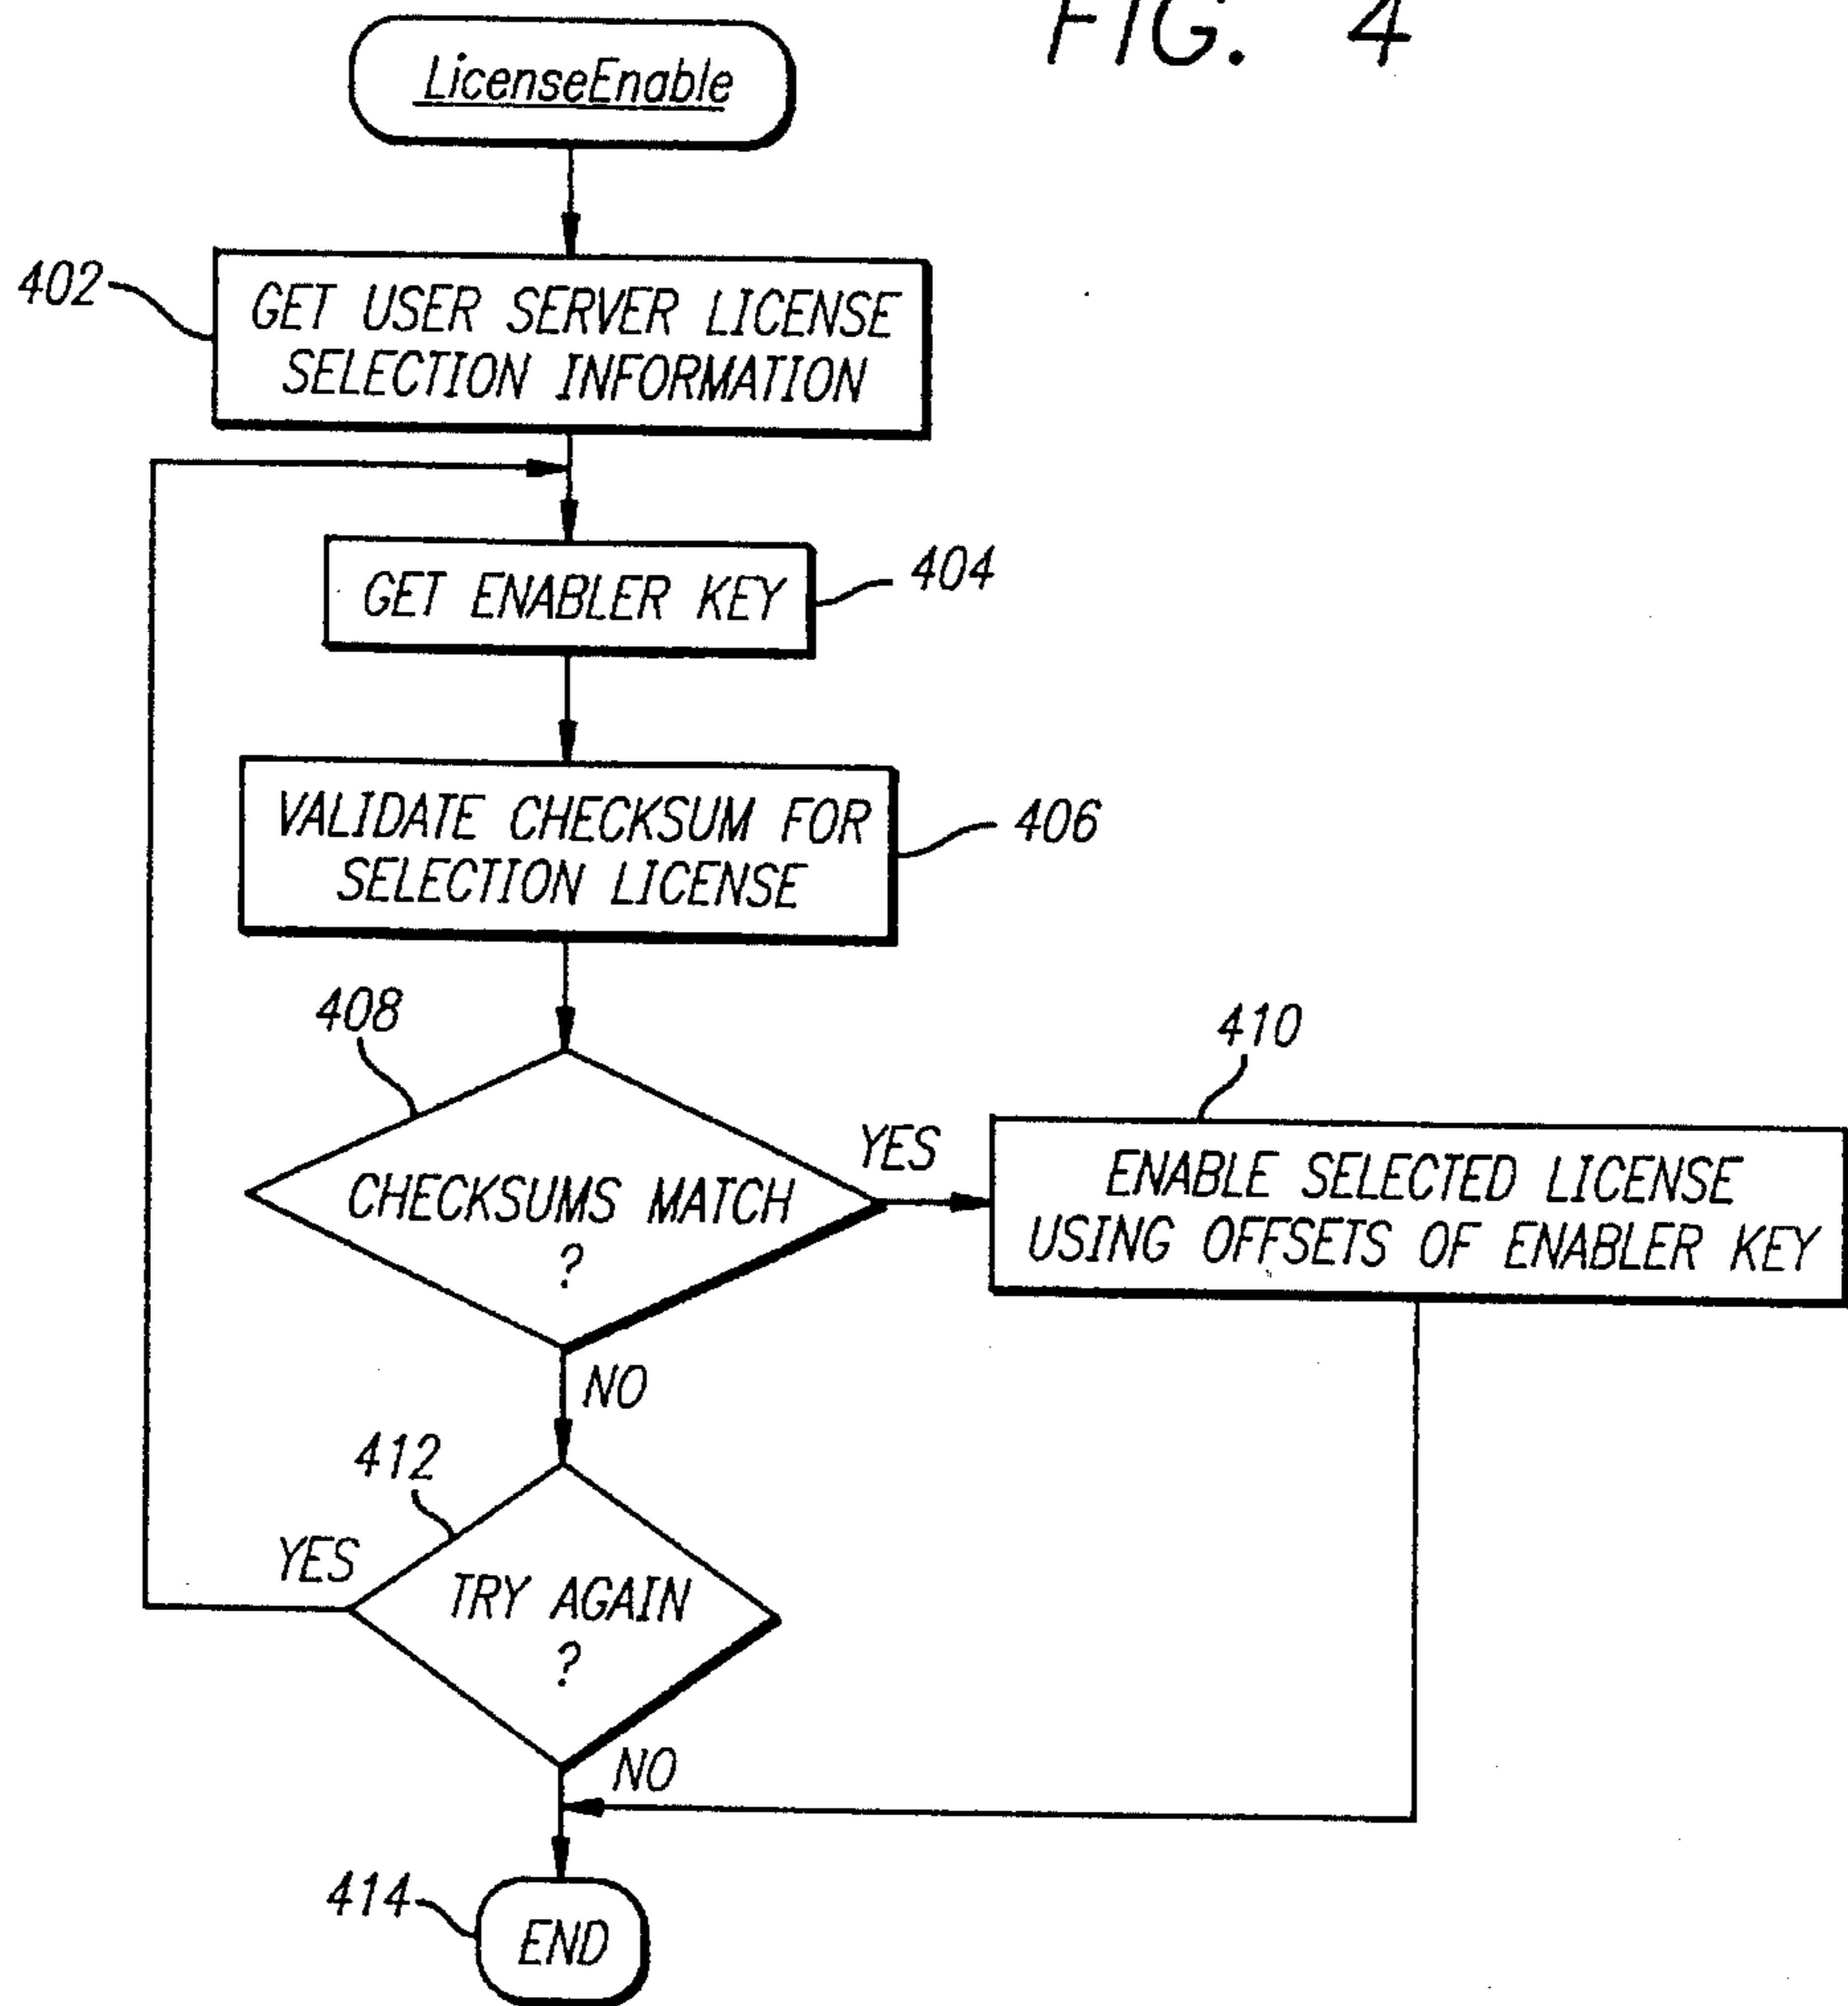 FIG. 4
LicenseEnable
402
GET USER SERVER LICENSE
SELECTION INFORMATION
GET ENABLER KEY
404
VALIDATE CHECKSUM FOR
SELECTION LICENSE
406
408
CHECKSUMS MATCH
?
YES
410
ENABLE SELECTED LICENSE
USING OFFSETS OF ENABLER KEY
NO
412
YES
TRY AGAIN
?
NO
414
END